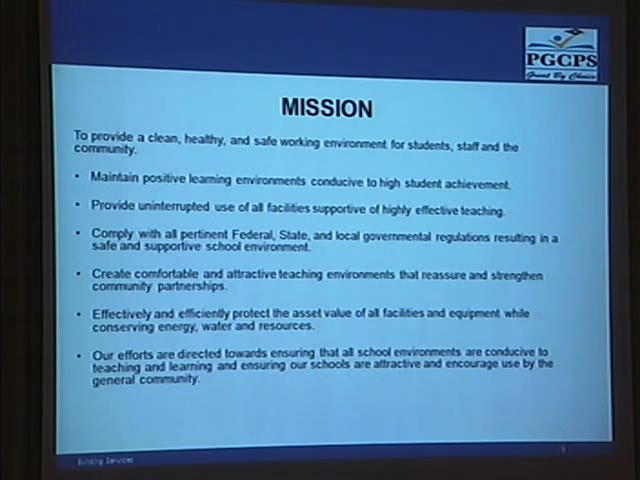 PGCPS
Great By Choice
MISSION
To provide a clean, healthy, and safe working environment for students, staff and the
community.
• Maintain positive learning environments conducive to high student achievement.
• Provide uninterrupted use of all facilities supportive of highly effective teaching.
• Comply with all pertinent Federal, State, and local governmental regulations resulting in a
safe and supportive school environment.
• Create comfortable and attractive teaching environments that reassure and strengthen
community partnerships.
• Effectively and efficiently protect the asset value of all facilities and equipment while
conserving energy, water and resources.
• Our efforts are directed towards ensuring that all school environments are conducive to
teaching and learning and ensuring our schools are attractive and encourage use by the
general community.
Building Services